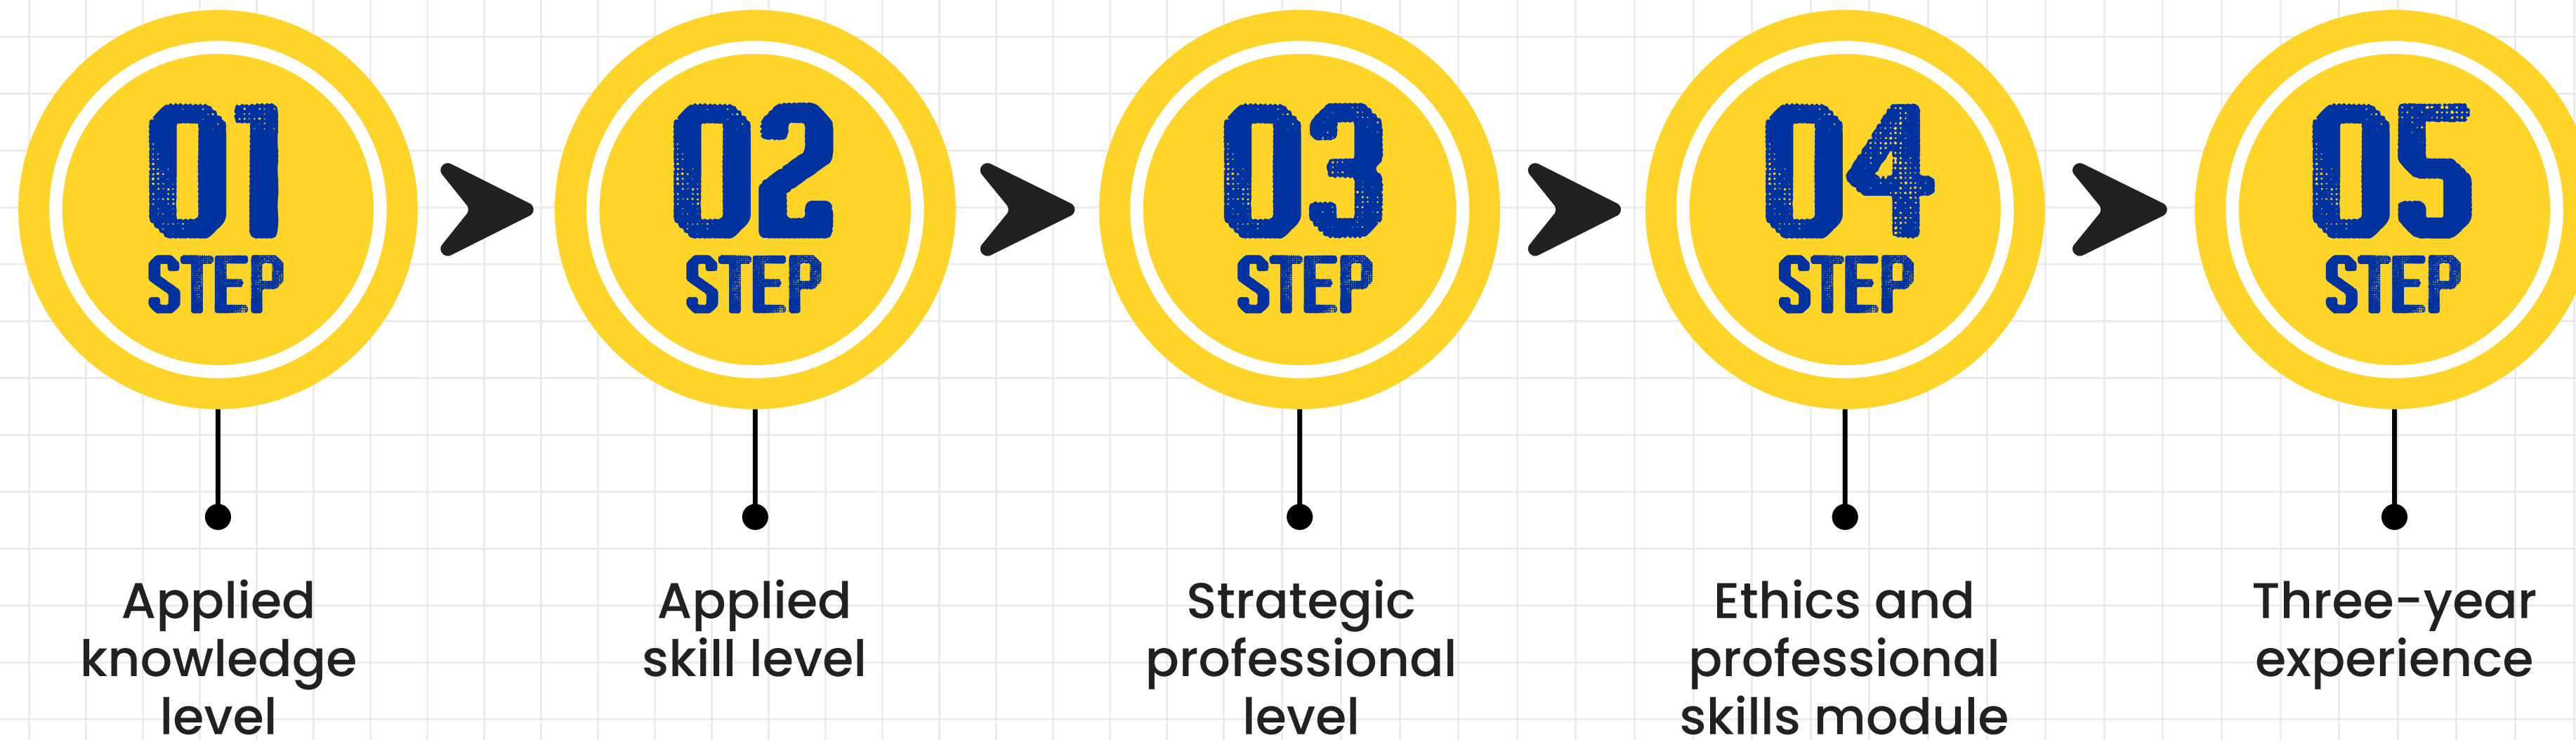 01
STEP
Applied
knowledge
level
02
STEP
Applied
skill level
03
STEP
Strategic
professional
level
04
STEP
Ethics and
professional
skills module
05
STEP
Three-year
experience